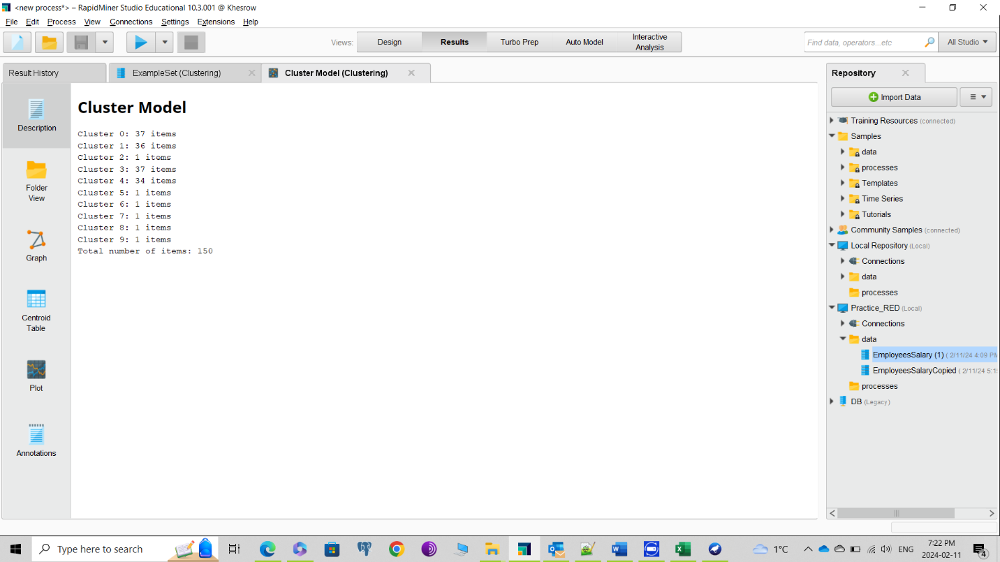 <new process*> – RapidMiner Studio Educational 10.3.001 @ Khesrow
File Edit Process View Connections Settings Extensions Help
Views: Design Results Turbo Prep Auto Model Interactive Analysis
Find data, operators...etc
All Studio
Result History
ExampleSet (Clustering)
Cluster Model (Clustering)
Description
Folder
View
Graph
Centroid
Table
Plot
Annotations
Cluster Model
Cluster 0: 37 items
Cluster 1: 36 items
Cluster 2: 1 items
Cluster 3: 37 items
Cluster 4: 34 items
Cluster 5: 1 items
Cluster 6: 1 items
Cluster 7: 1 items
Cluster 8: 1 items
Cluster 9: 1 items
Total number of items: 150
Repository
Import Data
Training Resources (connected)
Samples
data
processes
Templates
Time Series
Tutorials
Community Samples (connected)
Local Repository (Local)
Connections
data
processes
Practice_RED (Local)
Connections
data
EmployeesSalary (1) ( 2/11/24 4:09 PM
EmployeesSalaryCopied ( 2/11/24 5:1
processes
DB (Legacy)
Type here to search
1°C
ENG
7:22 PM
2024-02-11
4